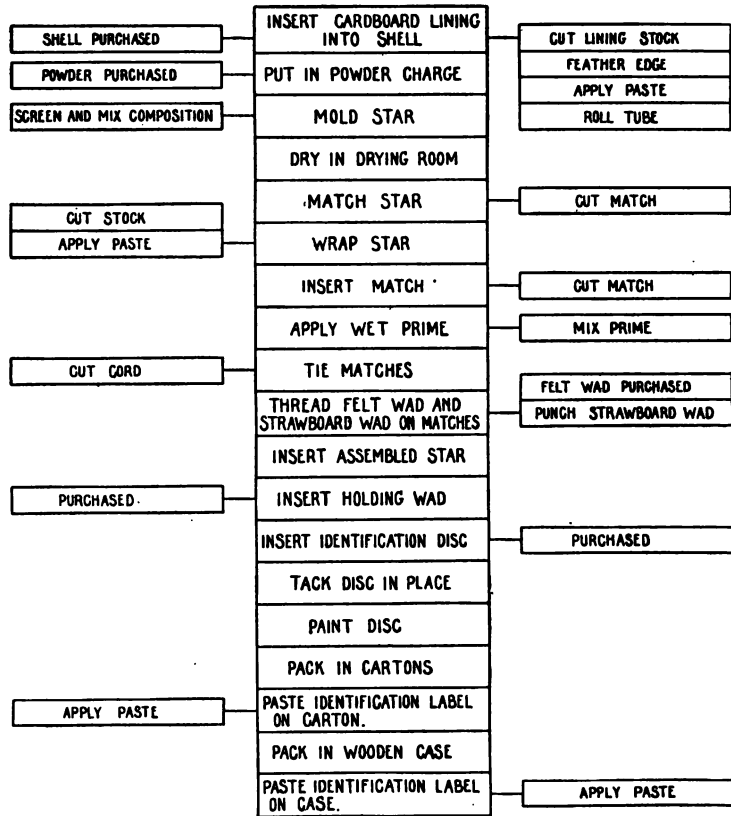 INSERT CARDBOARD LINING
INTO SHELL
SHELL PURCHASED
CUT LINING STOCK
FEATHER EDGE
APPLY PASTE
ROLL TUBE
POWDER PURCHASED
PUT IN POWDER CHARGE
SCREEN AND MIX COMPOSITION
MOLD STAR
DRY IN DRYING ROOM
MATCH STAR
CUT MATCH
CUT STOCK
APPLY PASTE
WRAP STAR
INSERT MATCH
CUT MATCH
APPLY WET PRIME
MIX PRIME
CUT CORD
TIE MATCHES
FELT WAD PURCHASED
PUNCH STRAWBOARD WAD
THREAD FELT WAD AND
STRAWBOARD WAD ON MATCHES
INSERT ASSEMBLED STAR
PURCHASED.
INSERT HOLDING WAD
INSERT IDENTIFICATION DISC
PURCHASED
TACK DISC IN PLACE
PAINT DISC
PACK IN CARTONS
APPLY PASTE
PASTE IDENTIFICATION LABEL
ON CARTON.
PACK IN WOODEN CASE
PASTE IDENTIFICATION LABEL
ON CASE.
APPLY PASTE